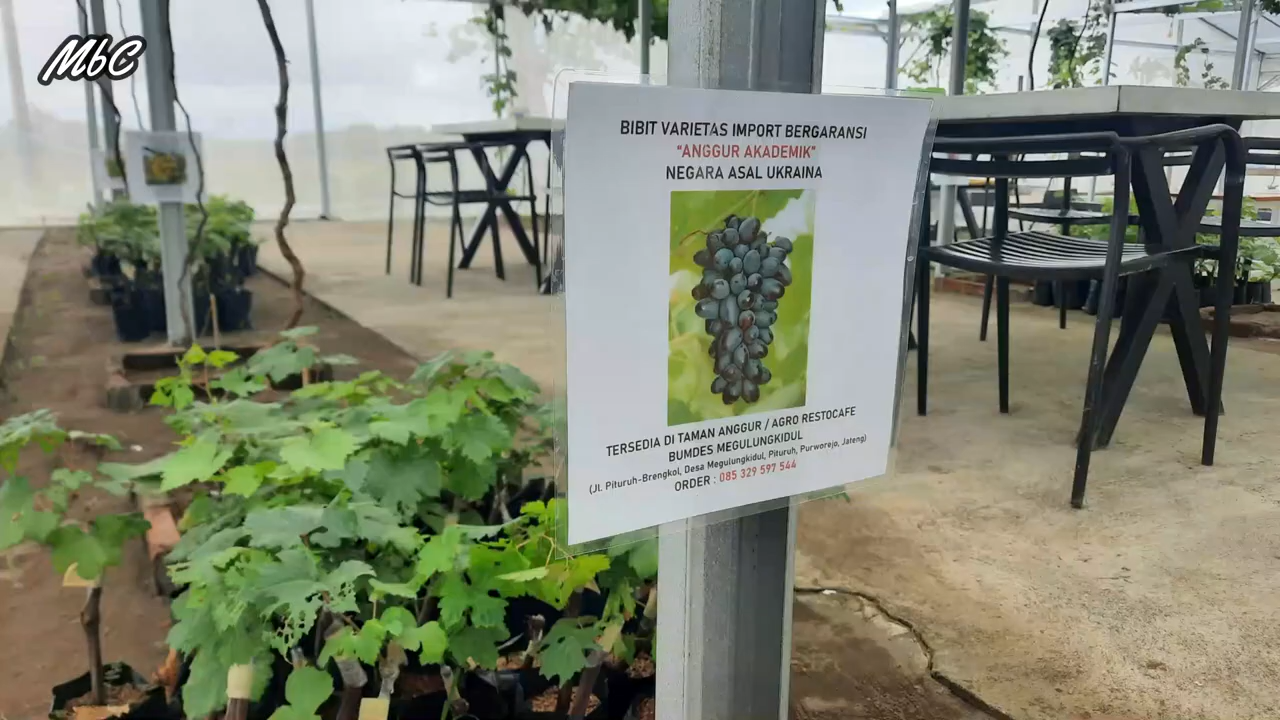 MbC
BIBIT VARIETAS IMPORT BERGARANSI
"ANGGUR AKADEMIK"
NEGARA ASAL UKRAINA
TERSEDIA DI TAMAN ANGGUR / AGRO RESTOCAFE
BUMDES MEGULUNGKIDUL
(JL. Pituruh-Brengkol, Desa Megulungkidul, Pituruh, Purworejo, Jateng)
ORDER : 085 329 597 544